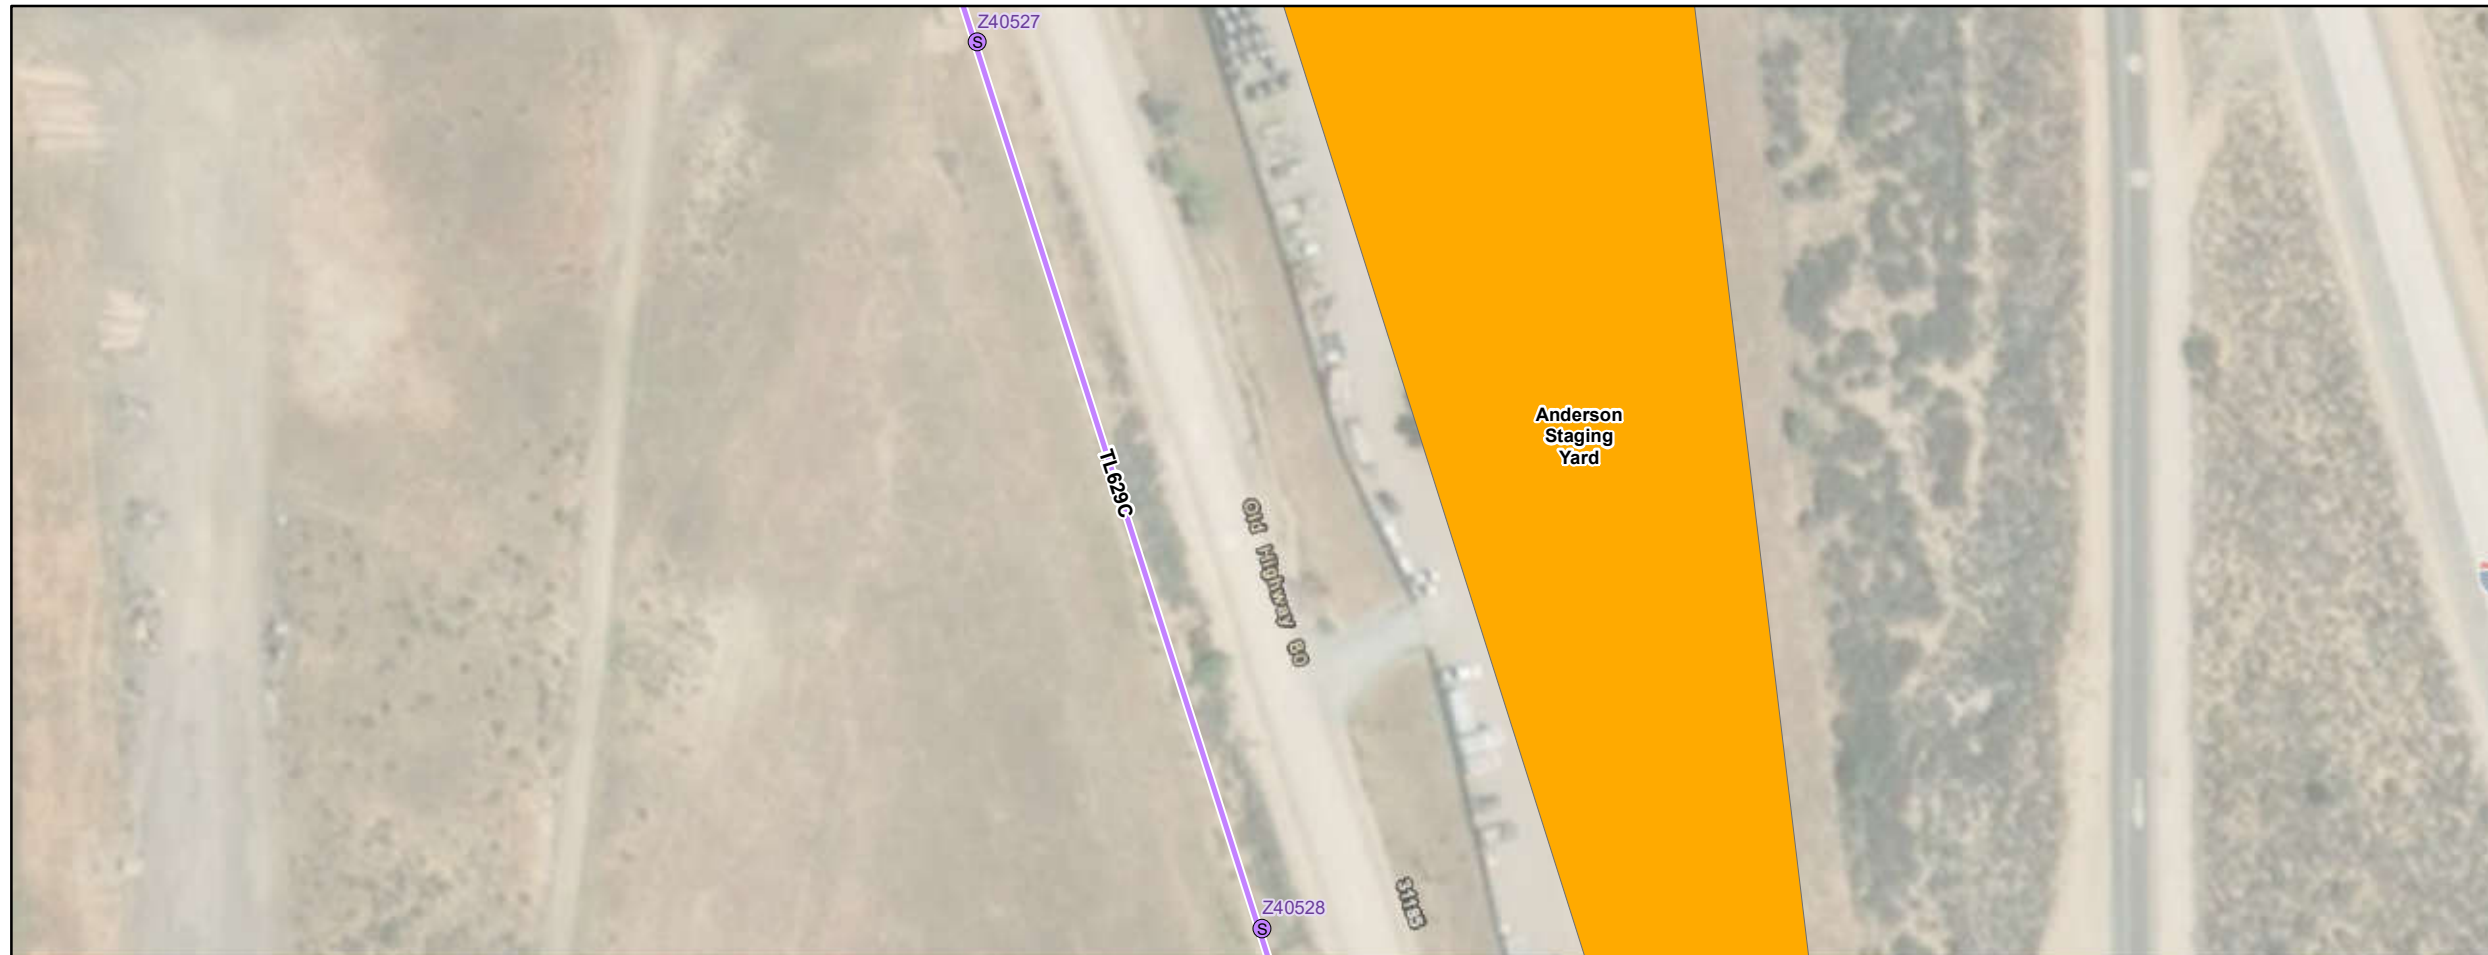 Z40527
S
Anderson
Staging
Yard
TL629C
Old Highway 80
31185
Z40528
S